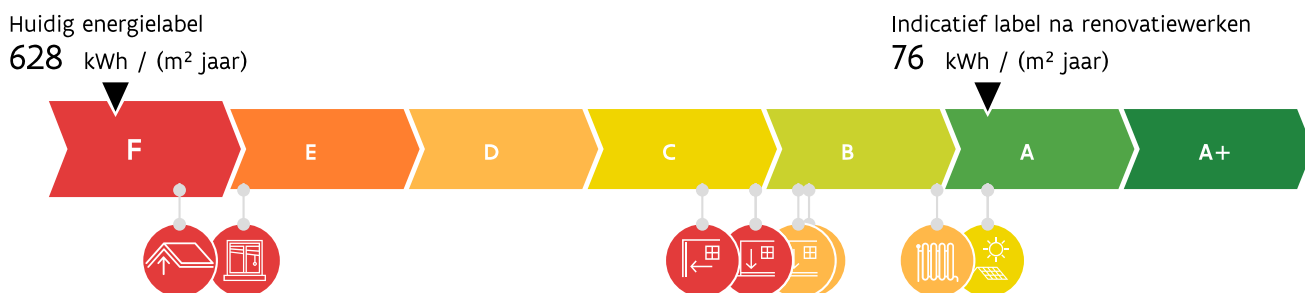 Huidig energielabel
628 kWh / (m² jaar)
Indicatief label na renovatiewerken
76 kWh / (m² jaar)
F E D C B A A+